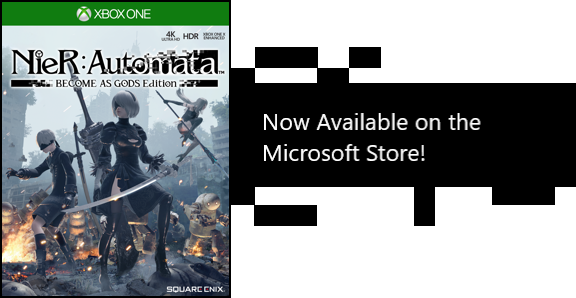 XBOX ONE
4K
ULTRA HD
HDR
XBOX ONE X
ENHANCED
NieR:Automata™
BECOME AS GODS Edition
Now Available on the
Microsoft Store!
SQUARE ENIX